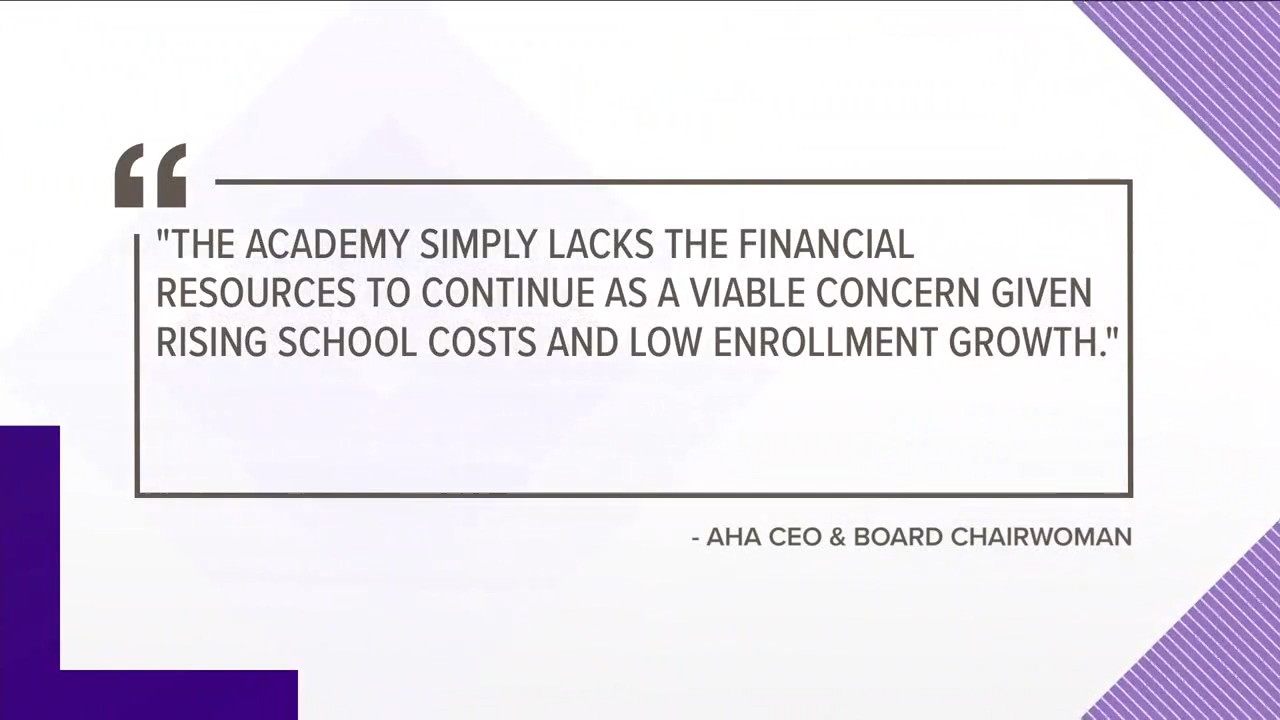 "THE ACADEMY SIMPLY LACKS THE FINANCIAL
RESOURCES TO CONTINUE AS A VIABLE CONCERN GIVEN
RISING SCHOOL COSTS AND LOW ENROLLMENT GROWTH."
- AHA CEO & BOARD CHAIRWOMAN